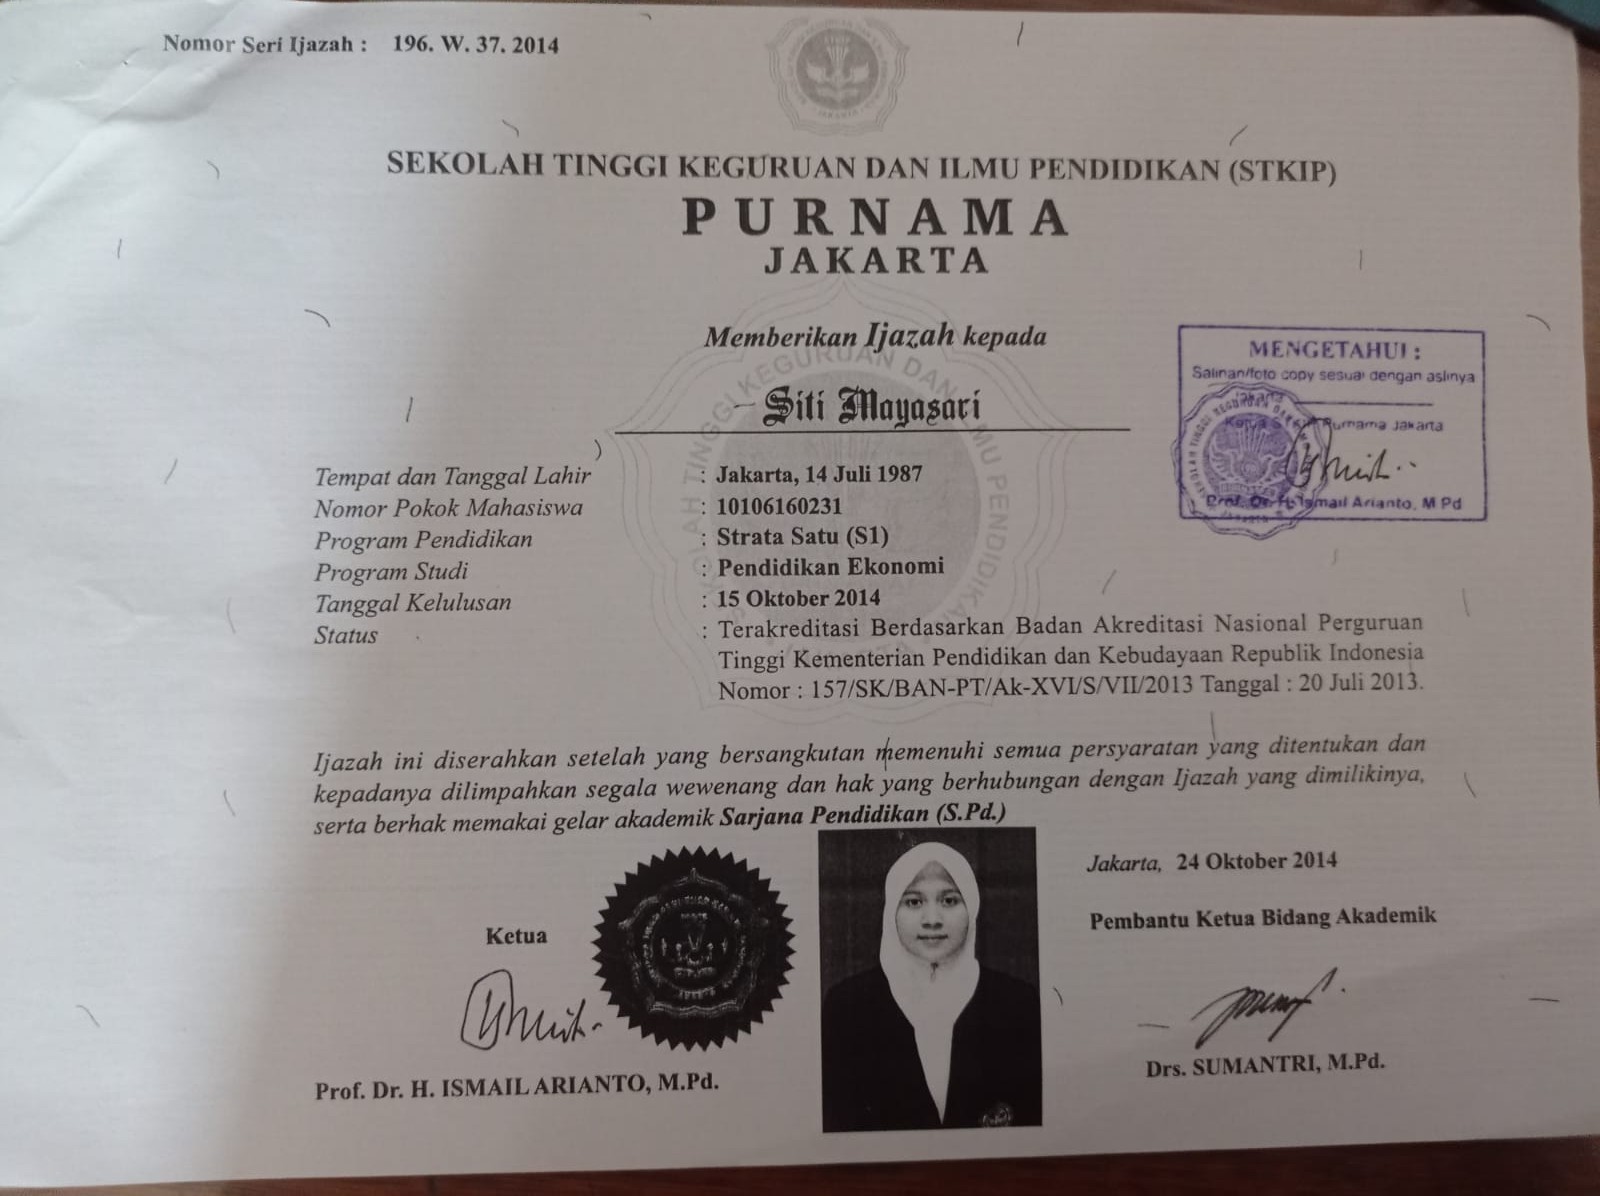 Nomor Seri Ijazah : 196. W. 37. 2014
JAKARTA
SEKOLAH TINGGI KEGURUAN DAN ILMU PENDIDIKAN (STKIP)
PURNAMA
JAKARTA
Memberikan Ijazah kepada
Siti Mayasari
MENGETAHUI :
Salinan/foto copy sesuai dengan aslinya
Jakarta
Ketua STKIP Purnama Jakarta
Prof. Dr. H. Ismail Arianto, M.Pd
Tempat dan Tanggal Lahir : Jakarta, 14 Juli 1987
Nomor Pokok Mahasiswa : 10106160231
Program Pendidikan : Strata Satu (S1)
Program Studi : Pendidikan Ekonomi
Tanggal Kelulusan : 15 Oktober 2014
Status : Terakreditasi Berdasarkan Badan Akreditasi Nasional Perguruan
Tinggi Kementerian Pendidikan dan Kebudayaan Republik Indonesia
Nomor : 157/SK/BAN-PT/Ak-XVI/S/VII/2013 Tanggal : 20 Juli 2013.
Ijazah ini diserahkan setelah yang bersangkutan memenuhi semua persyaratan yang ditentukan dan
kepadanya dilimpahkan segala wewenang dan hak yang berhubungan dengan Ijazah yang dimilikinya,
serta berhak memakai gelar akademik Sarjana Pendidikan (S.Pd.)
Jakarta, 24 Oktober 2014
Ketua
Pembantu Ketua Bidang Akademik
Prof. Dr. H. ISMAIL ARIANTO, M.Pd.
Drs. SUMANTRI, M.Pd.